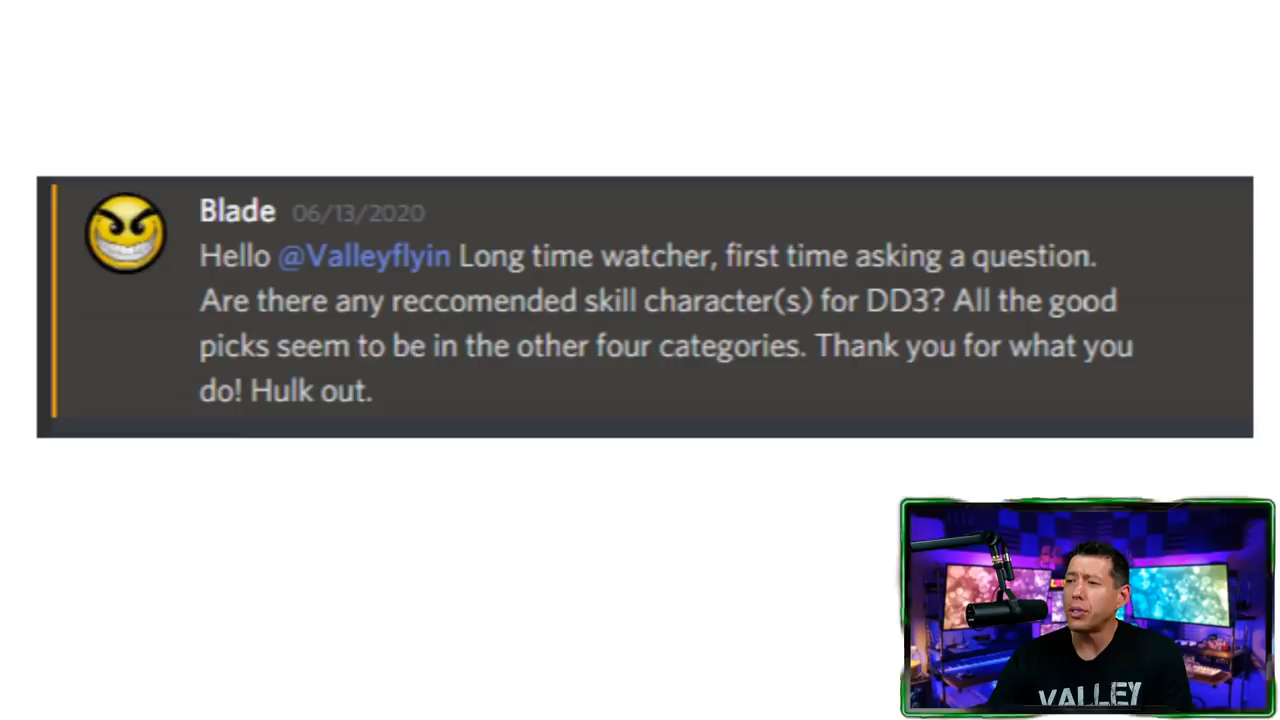 Blade 06/13/2020
Hello @Valleyflyin Long time watcher, first time asking a question.
Are there any reccomended skill character(s) for DD3? All the good
picks seem to be in the other four categories. Thank you for what you
do! Hulk out.
VALLEY